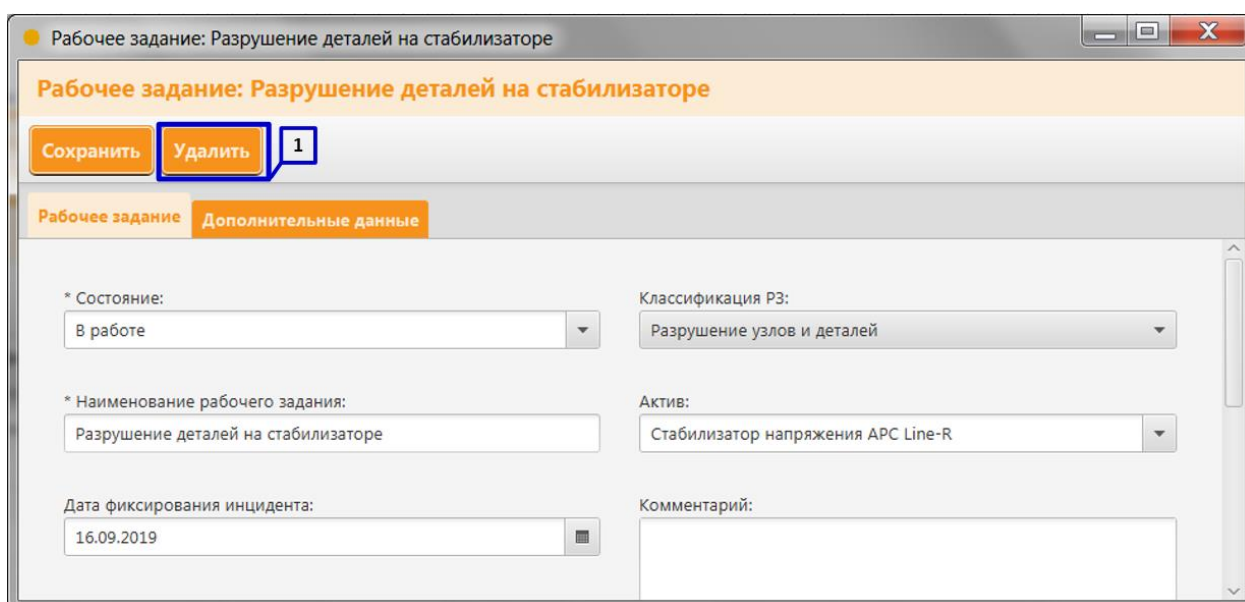 Рабочее задание: Разрушение деталей на стабилизаторе
Рабочее задание: Разрушение деталей на стабилизаторе
Сохранить Удалить 1
Рабочее задание Дополнительные данные
* Состояние: Классификация РЗ:
В работе Разрушение узлов и деталей
* Наименование рабочего задания: Актив:
Разрушение деталей на стабилизаторе Стабилизатор напряжения APC Line-R
Дата фиксирования инцидента: Комментарий:
16.09.2019